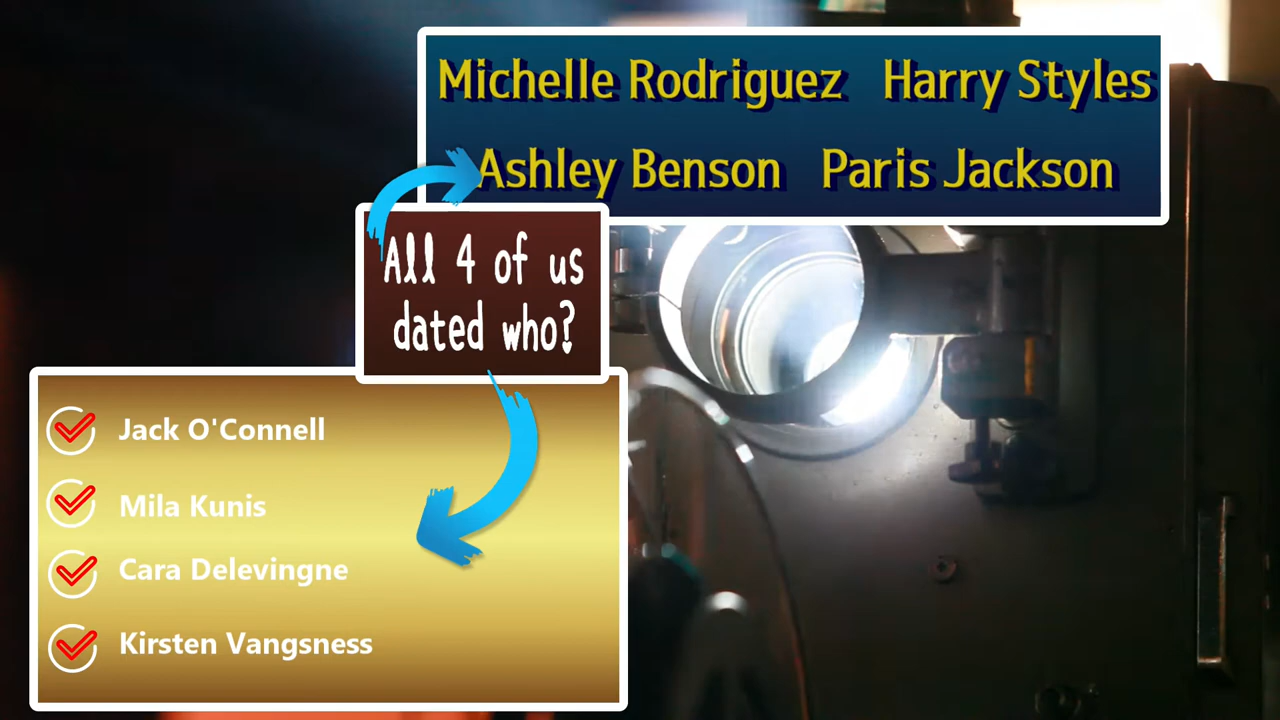 Michelle Rodriguez Harry Styles
Ashley Benson Paris Jackson
All 4 of us
dated who?
Jack O'Connell
Mila Kunis
Cara Delevingne
Kirsten Vangsness